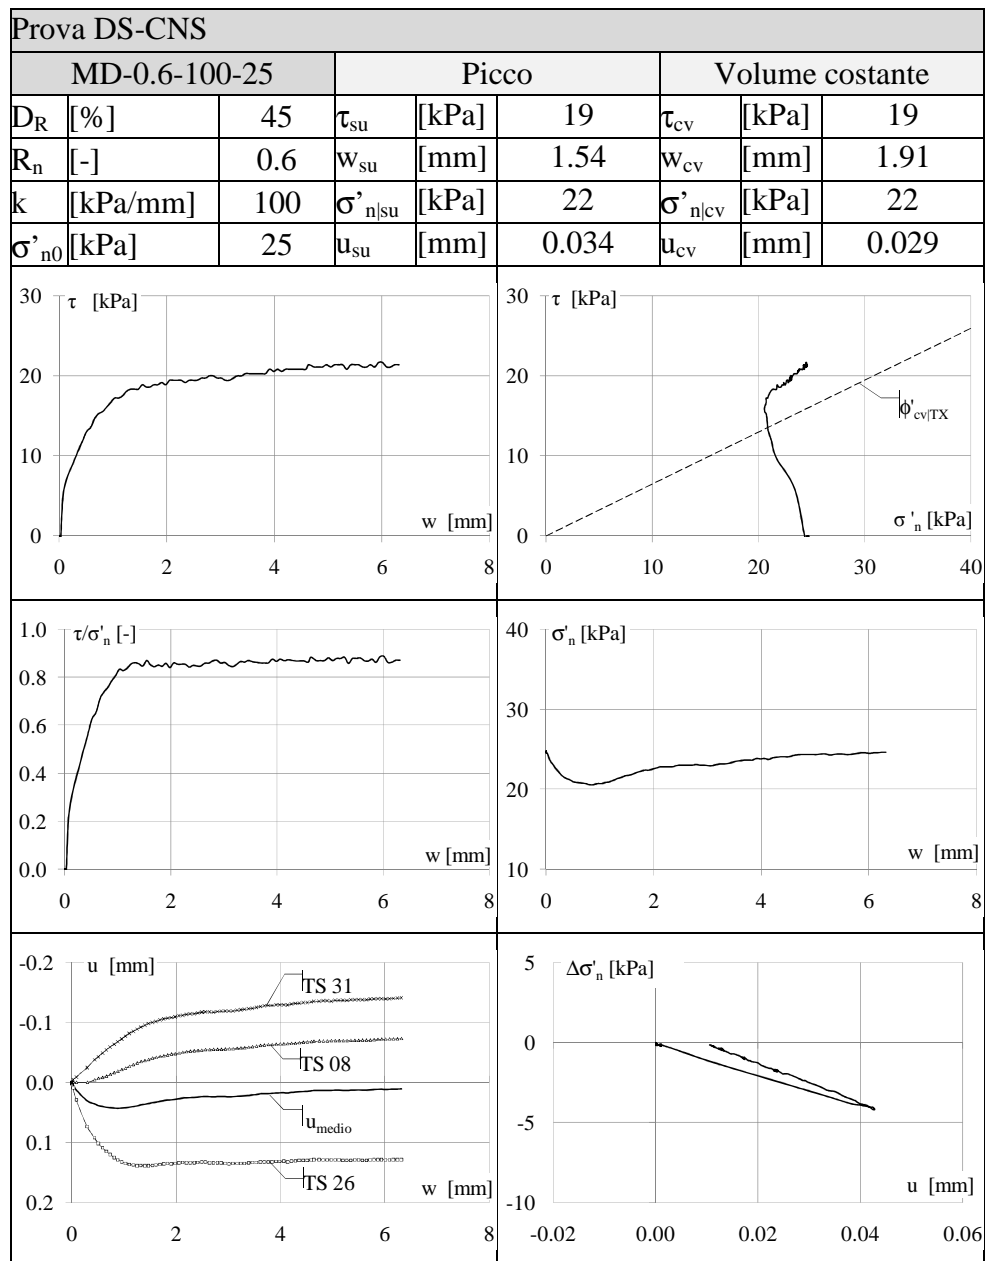 Prova DS-CNS
MD-0.6-100-25 Picco Volume costante
D_R [%] 45 τ_su [kPa] 19 τ_cv [kPa] 19
R_n [-] 0.6 w_su [mm] 1.54 w_cv [mm] 1.91
k [kPa/mm] 100 σ’_n|su [kPa] 22 σ’_n|cv [kPa] 22
σ’_n0 [kPa] 25 u_su [mm] 0.034 u_cv [mm] 0.029
τ [kPa]
30
20
10
0
0 2 4 6 8
w [mm]
τ [kPa]
30
20
10
0
0 10 20 30 40
ϕ'_cv|TX
σ'_n [kPa]
τ/σ'_n [-]
1.0
0.8
0.6
0.4
0.2
0.0
0 2 4 6 8
w [mm]
σ'_n [kPa]
40
30
20
10
0 2 4 6 8
w [mm]
u [mm]
-0.2
-0.1
0.0
0.1
0.2
0 2 4 6 8
TS 31
TS 08
u_medio
TS 26
w [mm]
Δσ'_n [kPa]
5
0
-5
-10
-0.02 0.00 0.02 0.04 0.06
u [mm]